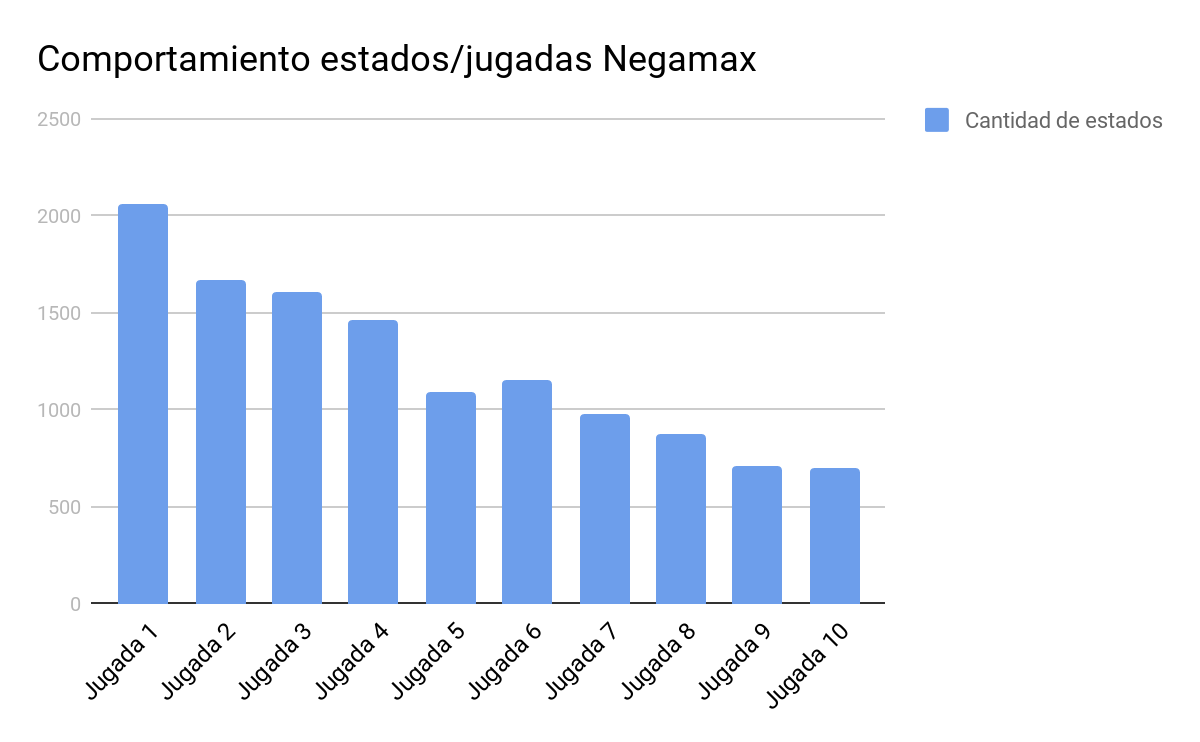 Comportamiento estados/jugadas Negamax
2500
Cantidad de estados
2000
1500
1000
500
0
Jugada 1
Jugada 2
Jugada 3
Jugada 4
Jugada 5
Jugada 6
Jugada 7
Jugada 8
Jugada 9
Jugada 10